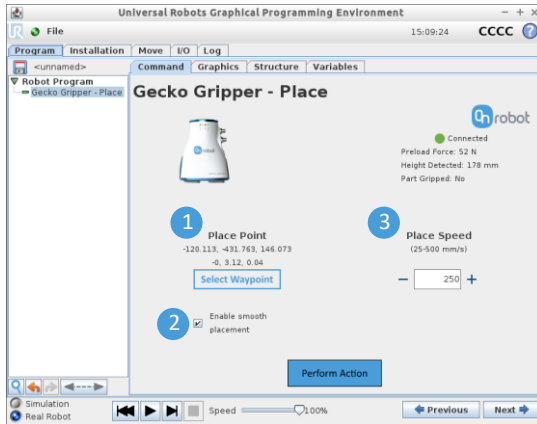 Universal Robots Graphical Programming Environment
File
15:09:24
CCCC
?
Program Installation Move I/O Log
<unnamed>
Command Graphics Structure Variables
Robot Program
Gecko Gripper - Place
Gecko Gripper - Place
On robot
Connected
Preload Force: 52 N
Height Detected: 178 mm
Part Gripped: No
1
Place Point
-120.113, -431.763, 146.073
-0, 3.12, 0.04
Select Waypoint
3
Place Speed
(25-500 mm/s)
250
2
Enable smooth
placement
Perform Action
Simulation
Real Robot
Speed
100%
Previous
Next